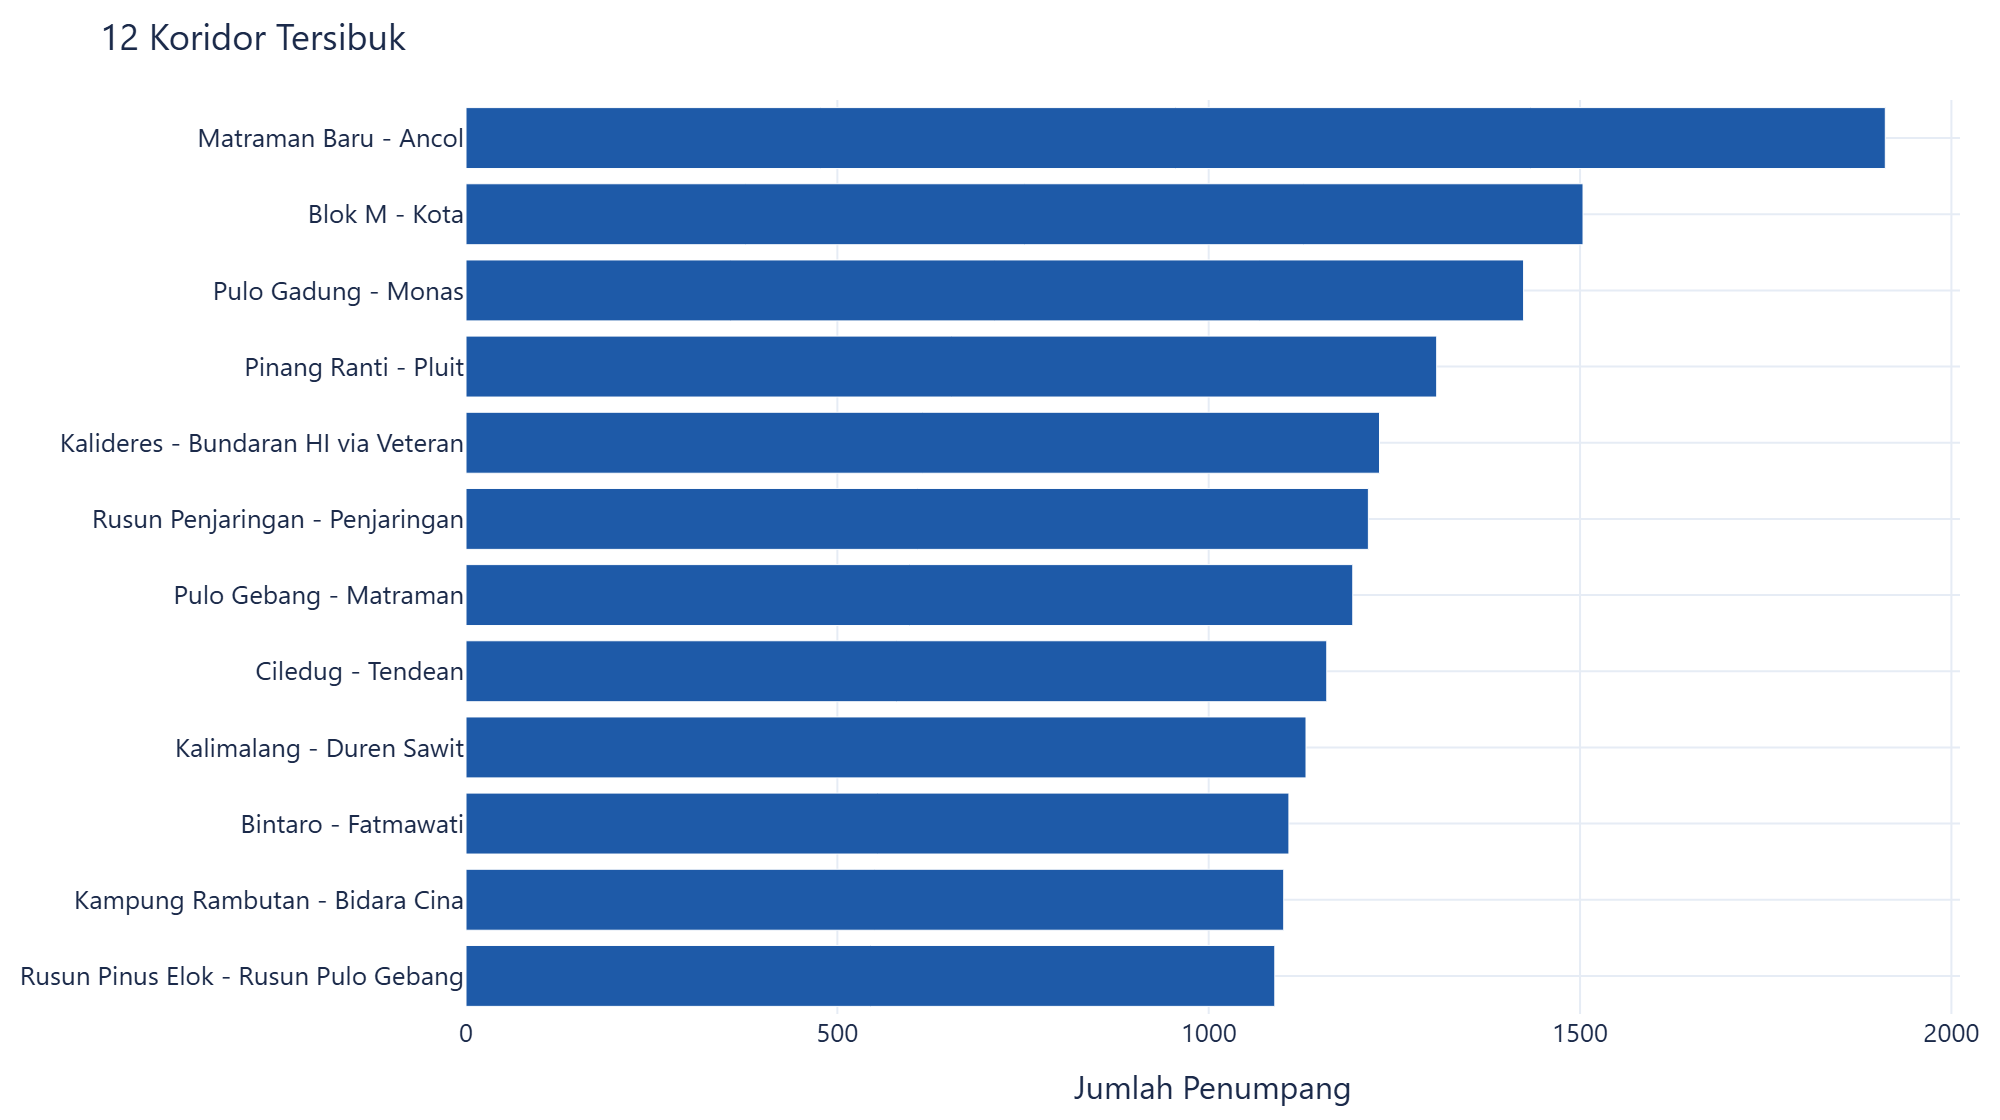 12 Koridor Tersibuk
Matraman Baru - Ancol
Blok M - Kota
Pulo Gadung - Monas
Pinang Ranti - Pluit
Kalideres - Bundaran HI via Veteran
Rusun Penjaringan - Penjaringan
Pulo Gebang - Matraman
Ciledug - Tendean
Kalimalang - Duren Sawit
Bintaro - Fatmawati
Kampung Rambutan - Bidara Cina
Rusun Pinus Elok - Rusun Pulo Gebang
0 500 1000 1500 2000
Jumlah Penumpang